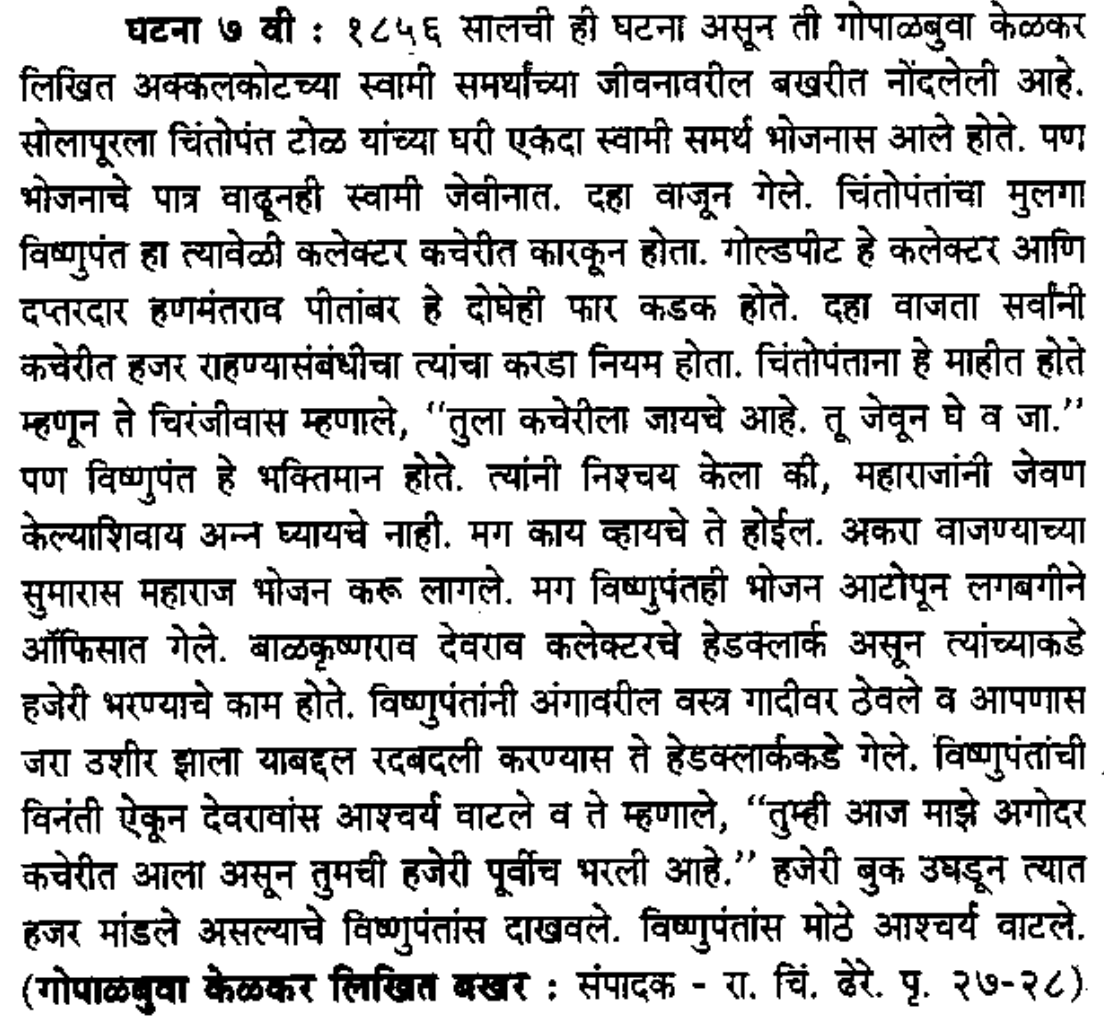 घटना ७ वी : १८५६ सालची ही घटना असून ती गोपाळबुवा केळकर
लिखित अक्कलकोटच्या स्वामी समर्थांच्या जीवनावरील बखरीत नोंदलेली आहे.
सोलापूरला चिंतोपंत टोळ यांच्या घरी एकदा स्वामी समर्थ भोजनास आले होते. पण
भोजनाचे पात्र वाढूनही स्वामी जेवीनात. दहा वाजून गेले. चिंतोपंतांचा मुलगा
विष्णुपंत हा त्यावेळी कलेक्टर कचेरीत कारकून होता. गोल्डपीट हे कलेक्टर आणि
दप्तरदार हणमंतराव पीतांबर हे दोघेही फार कडक होते. दहा वाजता सर्वांनी
कचेरीत हजर राहण्यासंबंधीचा त्यांचा करडा नियम होता. चिंतोपंताना हे माहीत होते
म्हणून ते चिरंजीवास म्हणाले, ‘‘तुला कचेरीला जायचे आहे. तू जेवून घे व जा.’’
पण विष्णुपंत हे भक्तिमान होते. त्यांनी निश्चय केला की, महाराजांनी जेवण
केल्याशिवाय अन्न घ्यायचे नाही. मग काय व्हायचे ते होईल. अकरा वाजण्याच्या
सुमारास महाराज भोजन करू लागले. मग विष्णुपंतही भोजन आटोपून लगबगीने
ऑफिसात गेले. बाळकृष्णराव देवराव कलेक्टरचे हेडक्लार्क असून त्यांच्याकडे
हजेरी भरण्याचे काम होते. विष्णुपंतांनी अंगावरील वस्त्र गादीवर ठेवले व आपणास
जरा उशीर झाला याबद्दल रदबदली करण्यास ते हेडक्लार्ककडे गेले. विष्णुपंतांची
विनंती ऐकून देवरावांस आश्चर्य वाटले व ते म्हणाले, ‘‘तुम्ही आज माझे अगोदर
कचेरीत आला असून तुमची हजेरी पूर्वीच भरली आहे.’’ हजेरी बुक उघडून त्यात
हजर मांडले असल्याचे विष्णुपंतांस दाखवले. विष्णुपंतांस मोठे आश्चर्य वाटले.
(गोपाळबुवा केळकर लिखित बखर : संपादक - रा. चिं. ढेरे. पृ. २७-२८)